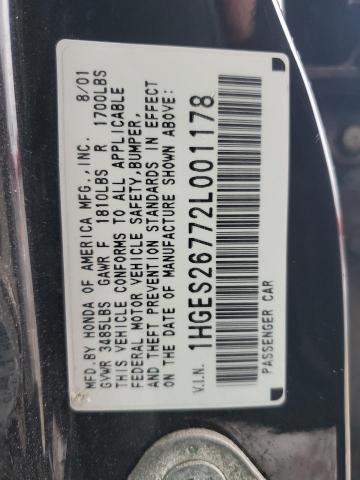 MFD.BY HONDA OF AMERICA MFG.,INC. 8/01
GVWR 3485LBS GAWR F 1810LBS R 1700LBS
THIS VEHICLE CONFORMS TO ALL APPLICABLE
FEDERAL MOTOR VEHICLE SAFETY,BUMPER,
AND THEFT PREVENTION STANDARDS IN EFFECT
ON THE DATE OF MANUFACTURE SHOWN ABOVE.
V.I.N. 1HGES26772L001178
PASSENGER CAR